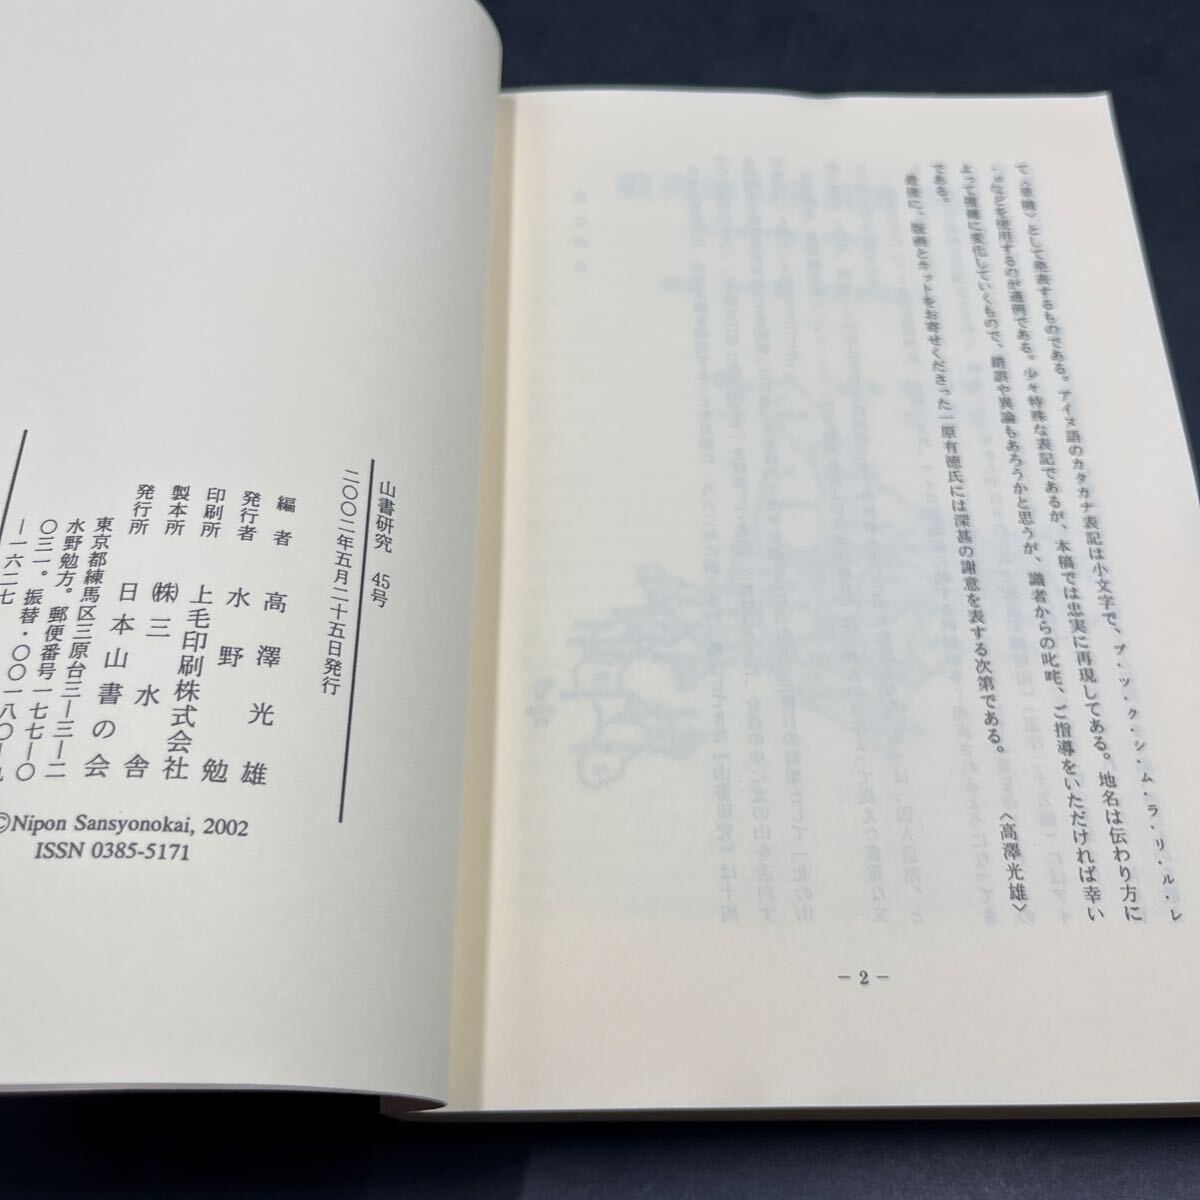 て〈意陬〉として発表するものである。アイヌ語のカタカナ表記は小文字で、プ・ッ・ク・シ・ム・ラ・リ・ル・レ
・などを使用するのが通例である。少々特殊な表記であるが、本稿では忠実に再現してある。地名は伝わり方に
よって複雑に変化していくもので、錯誤や異論もあろうかと思うが、識者からの叱咤、ご指導をいただければ幸い
である。
最後に、版画とカットをお寄せくださった一原有徳氏には深甚の謝意を表する次第である。 〈高澤光雄〉
― 2 ―
山書研究 45号
二〇〇二年五月二十五日発行
編者 高澤光雄
発行者 水野勉
印刷所 上毛印刷株式会社
製本所 ㈱三水舎
発行所 日本山書の会
東京都練馬区三原台三―三―二
水野勉方。郵便番号一七七―〇
〇三一。振替・〇〇一八〇―九
―一六二七
©Nipon Sansyonokai, 2002
ISSN 0385-5171